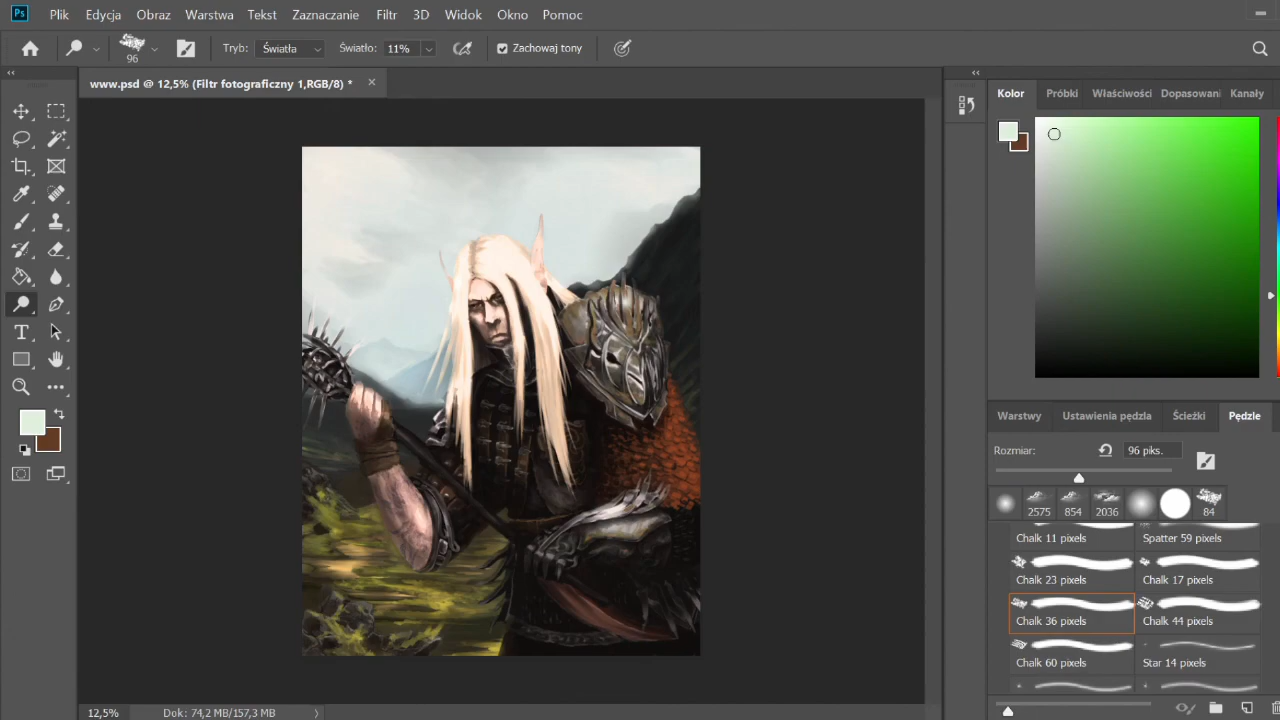 Ps Plik Edycja Obraz Warstwa Tekst Zaznaczanie Filtr 3D Widok Okno Pomoc
96 Tryb: Światła Światło: 11% Zachowaj tony
www.psd @ 12,5% (Filtr fotograficzny 1,RGB/8) *
Kolor Próbki Właściwości Dopasowani Kanały
Warstwy Ustawienia pędzla Ścieżki Pędzle
Rozmiar: 96 piks.
2575 854 2036 84
Chalk 11 pixels Spatter 59 pixels
Chalk 23 pixels Chalk 17 pixels
Chalk 36 pixels Chalk 44 pixels
Chalk 60 pixels Star 14 pixels
12,5% Dok: 74,2 MB/157,3 MB